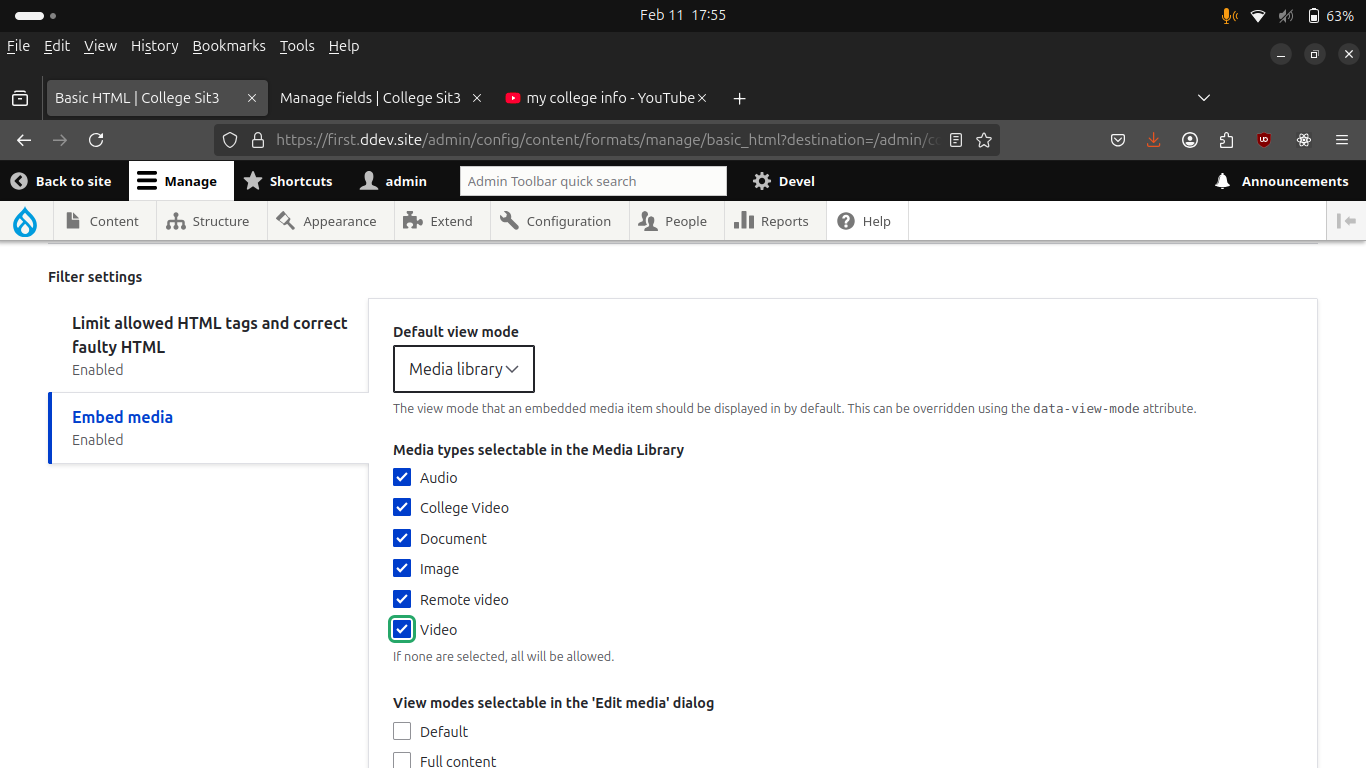 Feb 11 17:55
63%
File Edit View History Bookmarks Tools Help
Basic HTML | College Sit3
Manage fields | College Sit3
my college info - YouTube
https://first.ddev.site/admin/config/content/formats/manage/basic_html?destination=/admin/co
Back to site
Manage
Shortcuts
admin
Admin Toolbar quick search
Devel
Announcements
Content
Structure
Appearance
Extend
Configuration
People
Reports
Help
Filter settings
Limit allowed HTML tags and correct
faulty HTML
Enabled
Embed media
Enabled
Default view mode
Media library
The view mode that an embedded media item should be displayed in by default. This can be overridden using the data-view-mode attribute.
Media types selectable in the Media Library
Audio
College Video
Document
Image
Remote video
Video
If none are selected, all will be allowed.
View modes selectable in the 'Edit media' dialog
Default
Full content